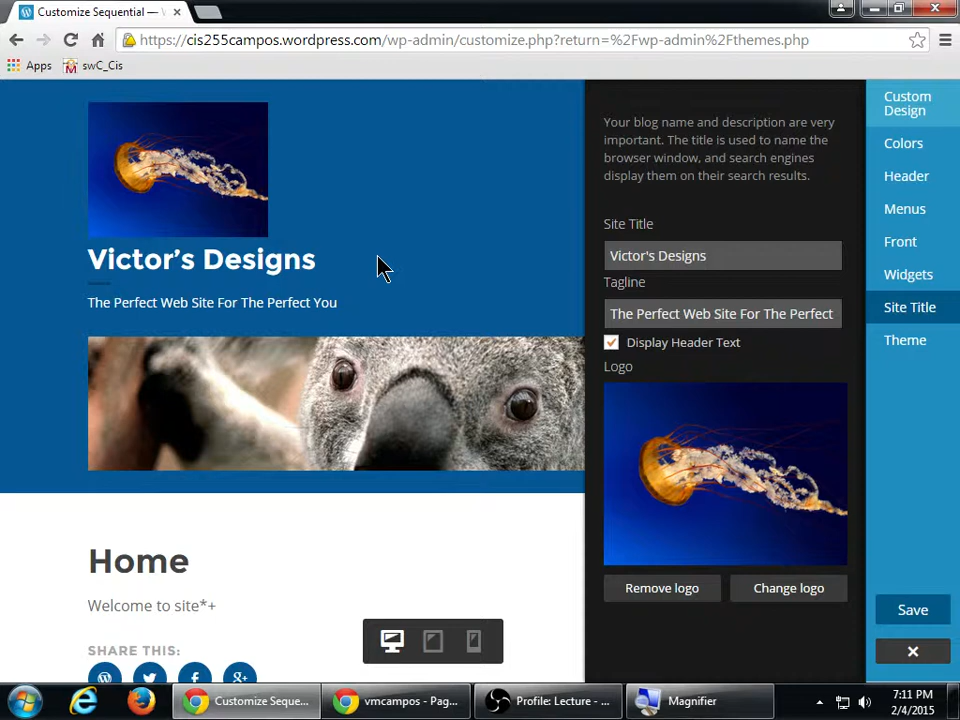 Customize Sequential —
https://cis255campos.wordpress.com/wp-admin/customize.php?return=%2Fwp-admin%2Fthemes.php
Apps
swC_Cis
Victor's Designs
The Perfect Web Site For The Perfect You
Home
Welcome to site*+
SHARE THIS:
Your blog name and description are very
important. The title is used to name the
browser window, and search engines
display them on their search results.
Site Title
Victor's Designs
Tagline
The Perfect Web Site For The Perfect
Display Header Text
Logo
Remove logo
Change logo
Custom
Design
Colors
Header
Menus
Front
Widgets
Site Title
Theme
Save
Customize Seque...
vmcampos - Pag...
Profile: Lecture - ...
Magnifier
7:11 PM
2/4/2015